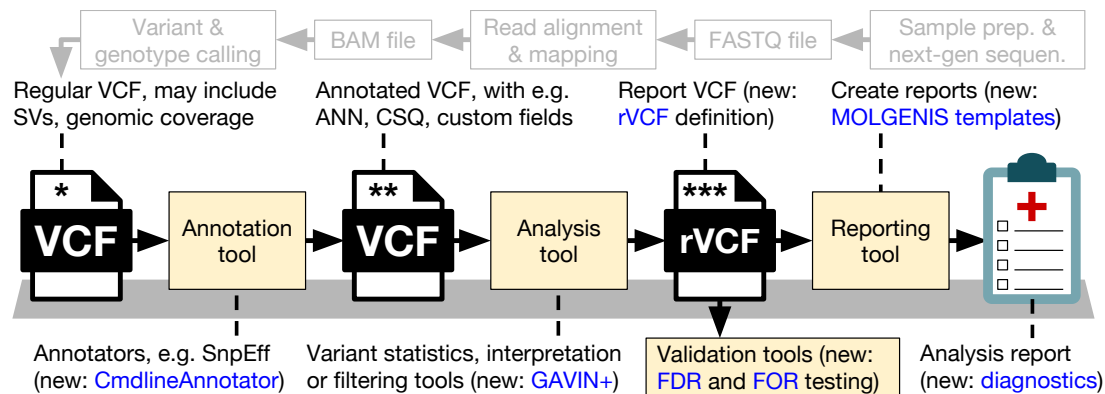 Variant &
genotype calling
BAM file
Read alignment
& mapping
FASTQ file
Sample prep. &
next-gen sequen.
Regular VCF, may include
SVs, genomic coverage
Annotated VCF, with e.g.
ANN, CSQ, custom fields
Report VCF (new:
rVCF definition)
Create reports (new:
MOLGENIS templates)
*
VCF
Annotation
tool
**
VCF
Analysis
tool
***
rVCF
Reporting
tool
Annotators, e.g. SnpEff
(new: CmdlineAnnotator)
Variant statistics, interpretation
or filtering tools (new: GAVIN+)
Validation tools (new:
FDR and FOR testing)
Analysis report
(new: diagnostics)